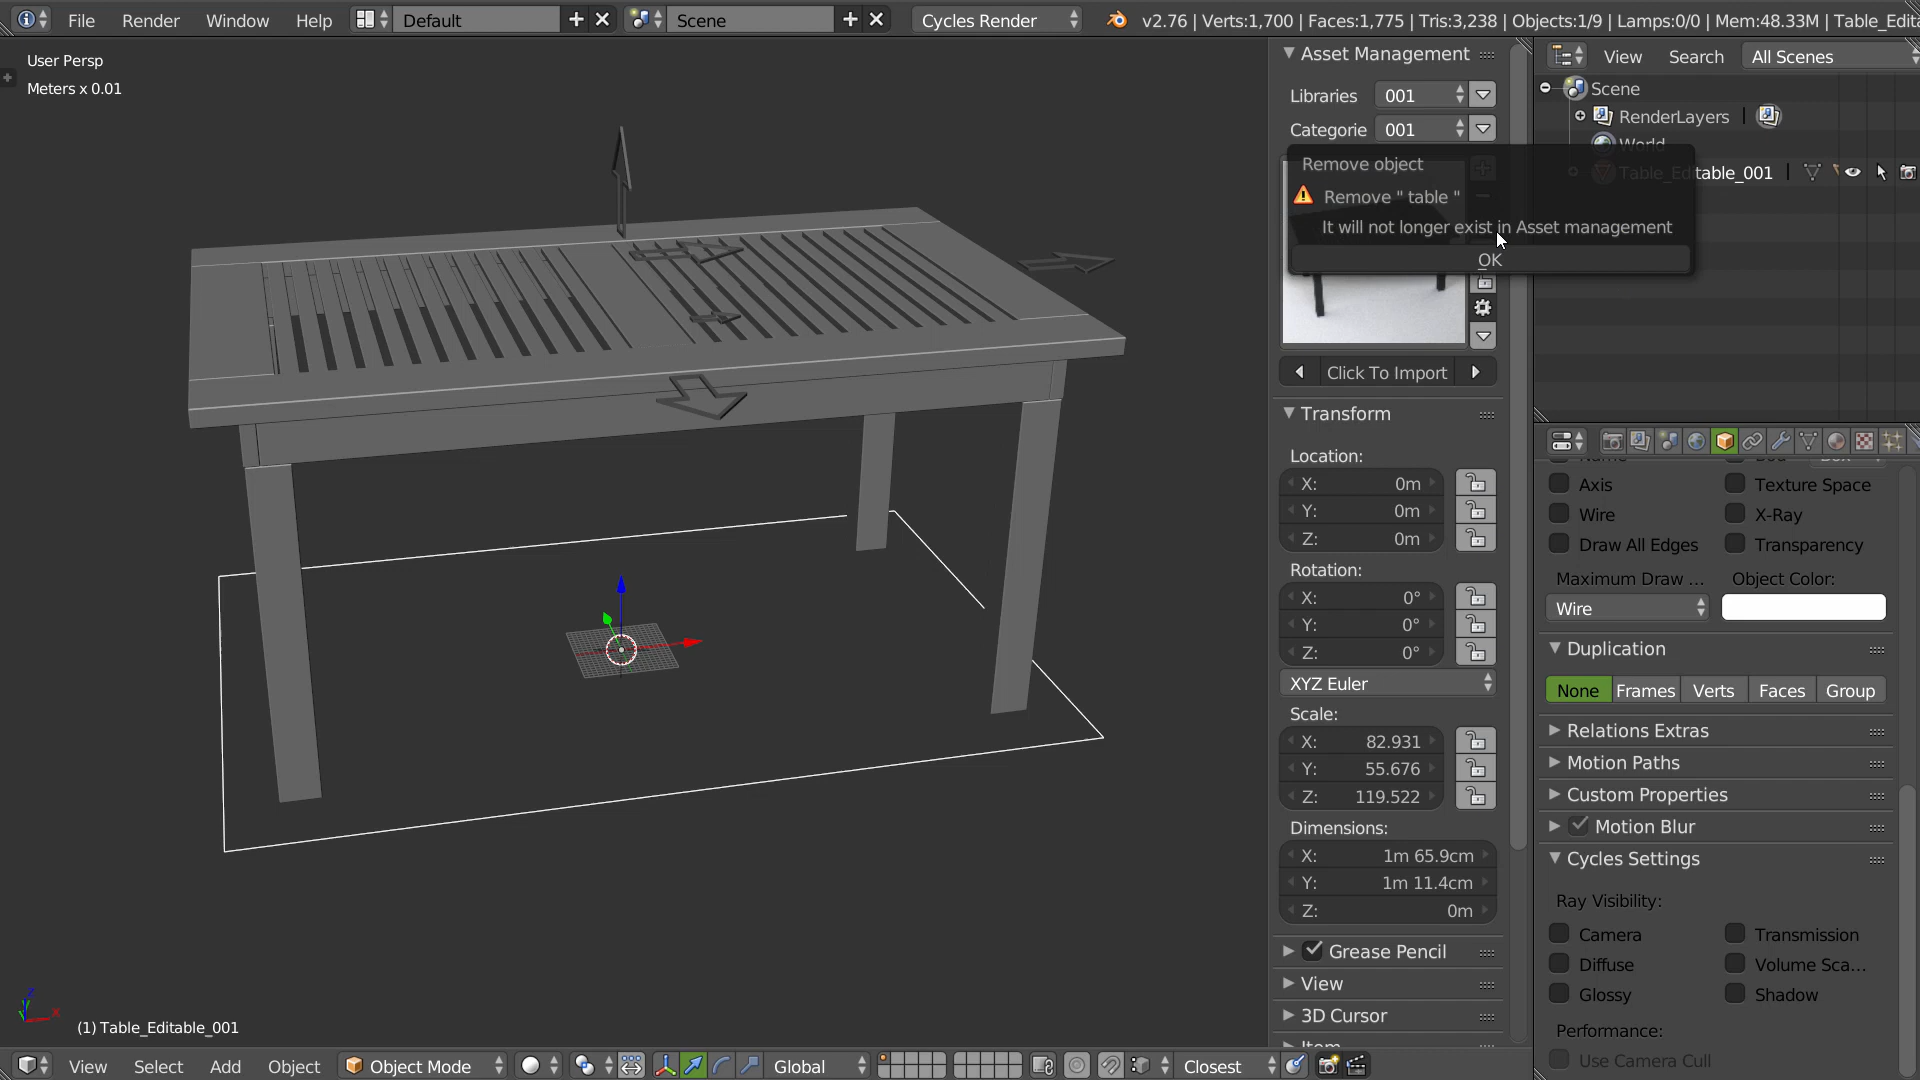 File Render Window Help Default Scene Cycles Render v2.76 | Verts:1,700 | Faces:1,775 | Tris:3,238 | Objects:1/9 | Lamps:0/0 | Mem:48.33M |
User Persp
Meters x 0.01
(1) Table_Editable_001
View Select Add Object Object Mode Global Closest
Asset Management
Libraries 001
Categorie 001
Remove object
Remove " table "
It will not longer exist in Asset management
OK
Click To Import
Transform
Location:
X: 0m
Y: 0m
Z: 0m
Rotation:
X: 0°
Y: 0°
Z: 0°
XYZ Euler
Scale:
X: 82.931
Y: 55.676
Z: 119.522
Dimensions:
X: 1m 65.9cm
Y: 1m 11.4cm
Z: 0m
Grease Pencil
View
3D Cursor
View Search All Scenes
Scene
RenderLayers
World
Table_Editable_001
Axis Texture Space
Wire X-Ray
Draw All Edges Transparency
Maximum Draw ... Object Color:
Wire
Duplication
None Frames Verts Faces Group
Relations Extras
Motion Paths
Custom Properties
Motion Blur
Cycles Settings
Ray Visibility:
Camera Transmission
Diffuse Volume Sca...
Glossy Shadow
Performance:
Use Camera Cull